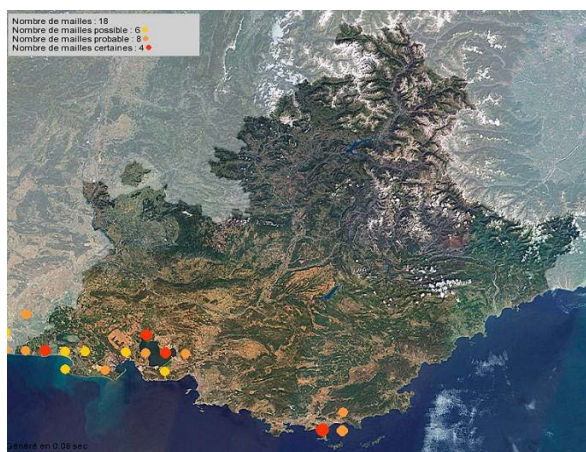 Nombre de mailles : 18
Nombre de mailles possible : 6
Nombre de mailles probable : 8
Nombre de mailles certaines : 4
Généré en 0.06 sec